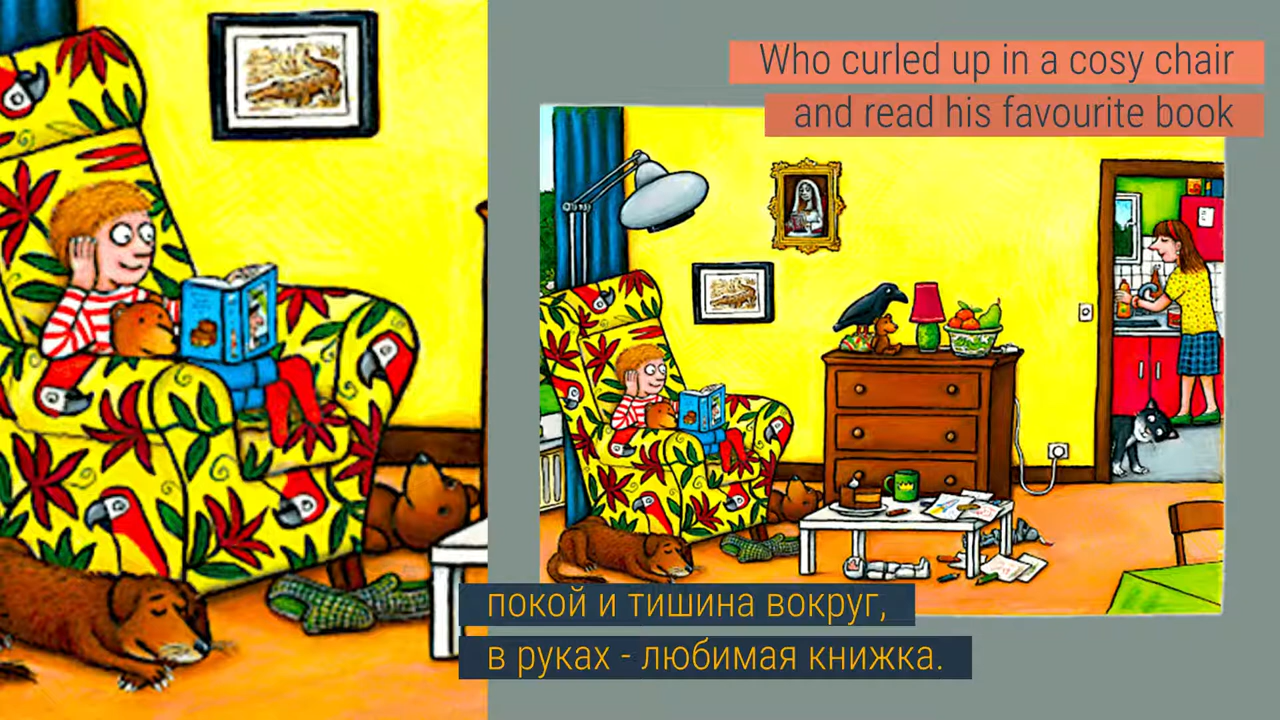 Who curled up in a cosy chair
and read his favourite book
покой и тишина вокруг,
в руках - любимая книжка.